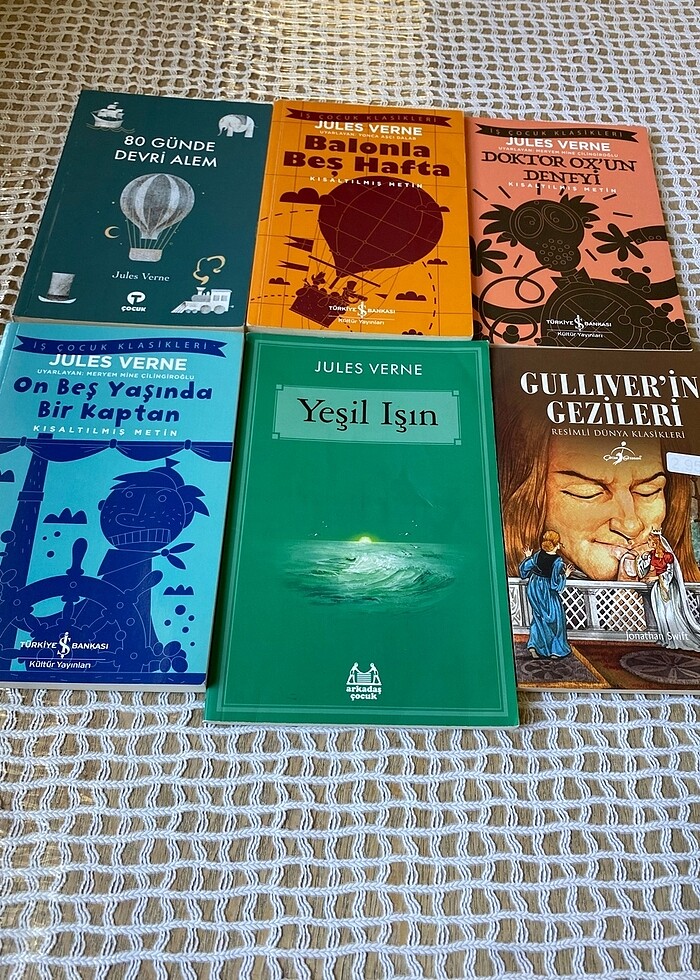 80 GÜNDE
DEVRİ ALEM
Jules Verne
ÇOCUK
İŞ ÇOCUK KLASİKLERİ
JULES VERNE
UYARLAYAN: YONCA AŞÇI DALAR
Balonla
Beş Hafta
KISALTILMIŞ METİN
TÜRKİYE İŞ BANKASI
Kültür Yayınları
İŞ ÇOCUK KLASİKLERİ
JULES VERNE
UYARLAYAN: MERYEM MİNE ÇİLİNGİROĞLU
DOKTOR OX'UN
DENEYİ
KISALTILMIŞ METİN
TÜRKİYE İŞ BANKASI
Kültür Yayınları
İŞ ÇOCUK KLASİKLERİ
JULES VERNE
UYARLAYAN: MERYEM MİNE ÇİLİNGİROĞLU
On Beş Yaşında
Bir Kaptan
KISALTILMIŞ METİN
TÜRKİYE İŞ BANKASI
Kültür Yayınları
JULES VERNE
Yeşil Işın
arkadaş
çocuk
GULLIVER'İN
GEZİLERİ
RESİMLİ DÜNYA KLASİKLERİ
Jonathan Swift